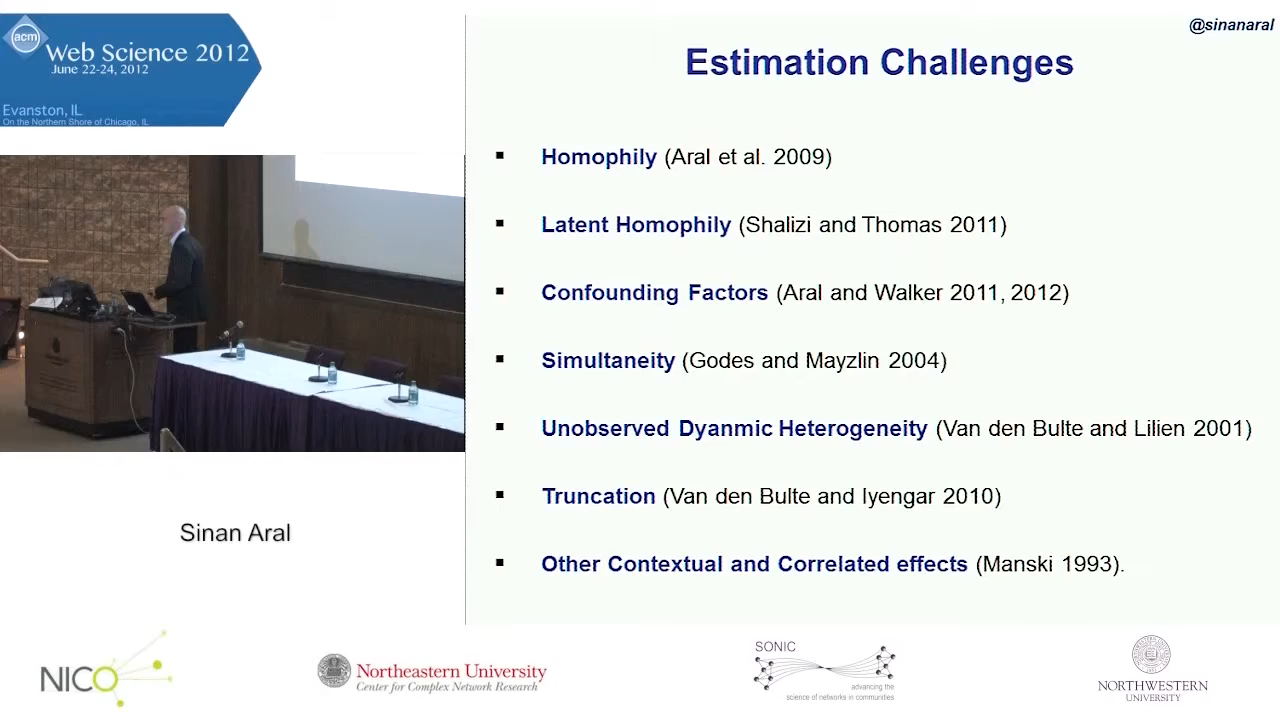 acm
Web Science 2012
June 22-24, 2012
Evanston, IL
On the Northern Shore of Chicago, IL
@sinanaral
Estimation Challenges
▪ Homophily (Aral et al. 2009)
▪ Latent Homophily (Shalizi and Thomas 2011)
▪ Confounding Factors (Aral and Walker 2011, 2012)
▪ Simultaneity (Godes and Mayzlin 2004)
▪ Unobserved Dyanmic Heterogeneity (Van den Bulte and Lilien 2001)
▪ Truncation (Van den Bulte and Iyengar 2010)
▪ Other Contextual and Correlated effects (Manski 1993).
Sinan Aral
NICO
Northeastern University
Center for Complex Network Research
SONIC
advancing the
science of networks in communities
NORTHWESTERN
UNIVERSITY